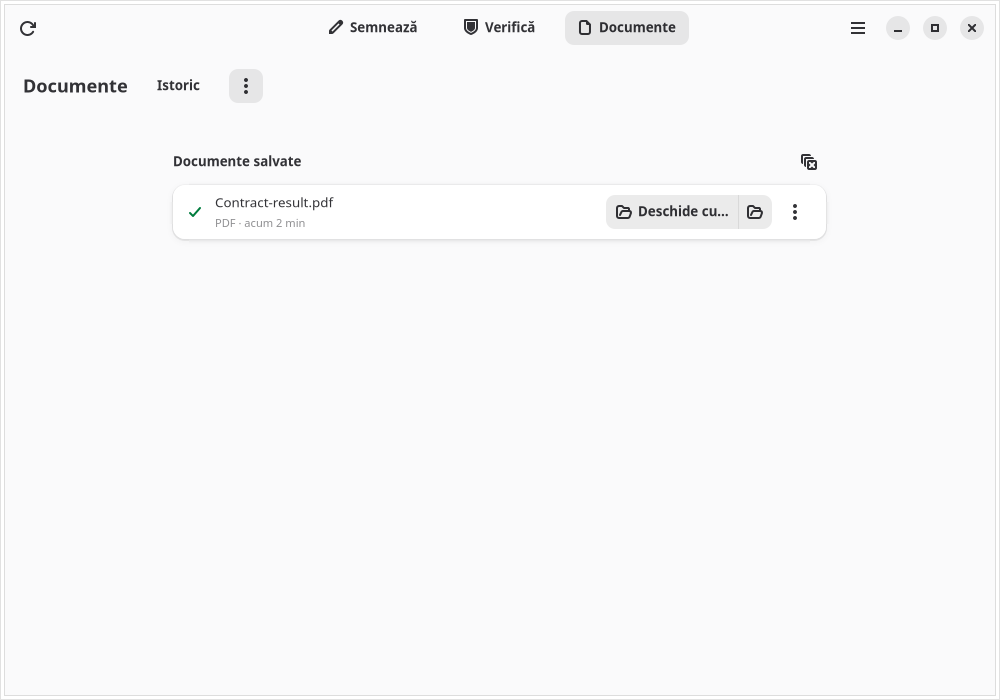 Semnează
Verifică
Documente
Documente
Istoric
Documente salvate
Contract-result.pdf
Deschide cu...
PDF · acum 2 min